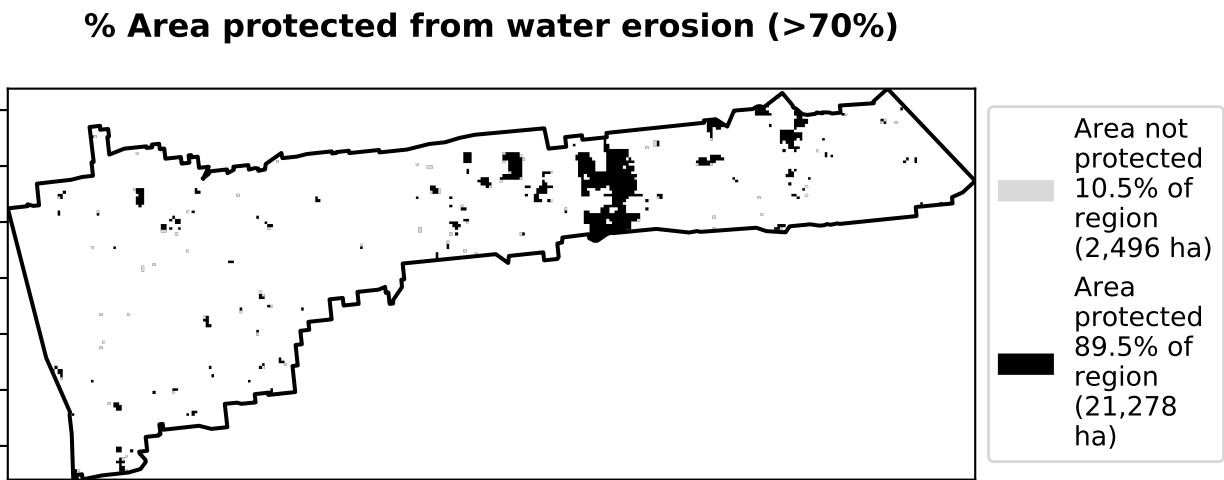 % Area protected from water erosion (>70%)
Area not
protected
10.5% of
region
(2,496 ha)
Area
protected
89.5% of
region
(21,278
ha)